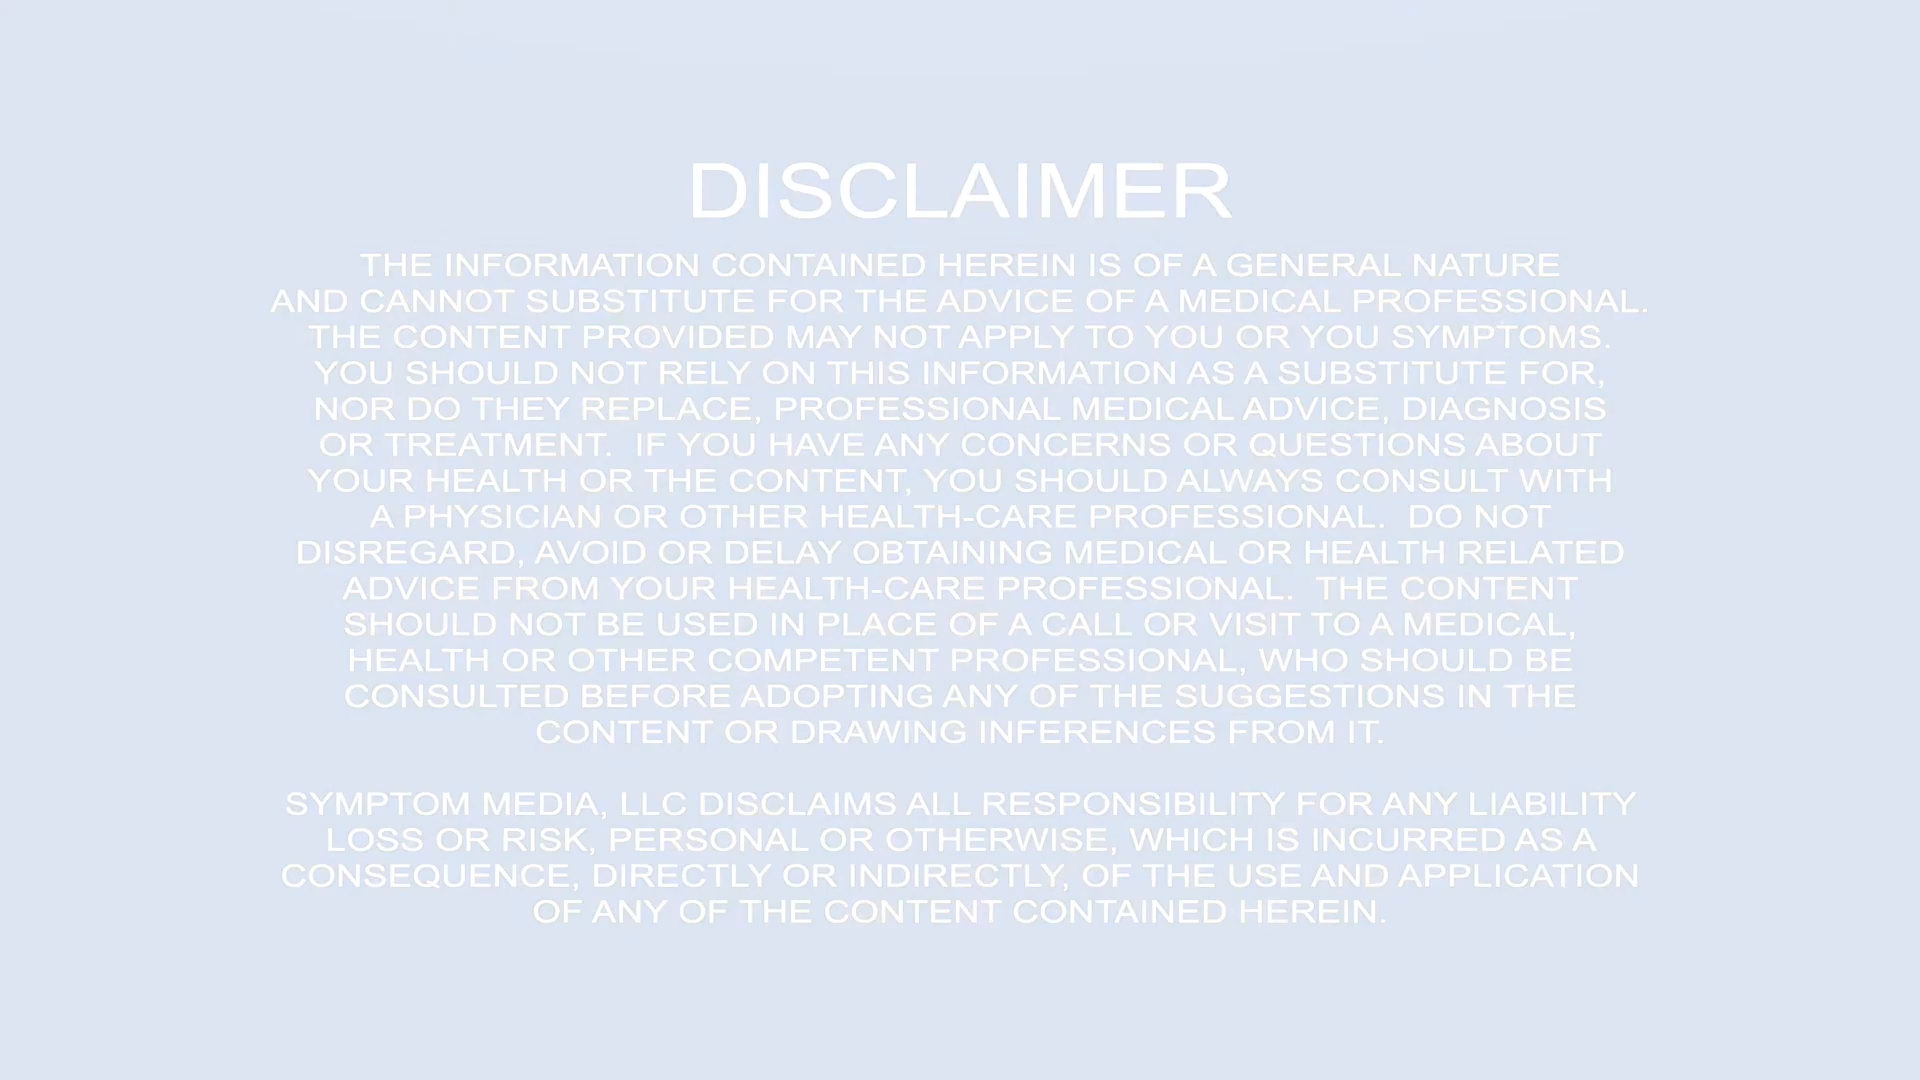 DISCLAIMER
THE INFORMATION CONTAINED HEREIN IS OF A GENERAL NATURE
AND CANNOT SUBSTITUTE FOR THE ADVICE OF A MEDICAL PROFESSIONAL.
THE CONTENT PROVIDED MAY NOT APPLY TO YOU OR YOU SYMPTOMS.
YOU SHOULD NOT RELY ON THIS INFORMATION AS A SUBSTITUTE FOR,
NOR DO THEY REPLACE, PROFESSIONAL MEDICAL ADVICE, DIAGNOSIS
OR TREATMENT.  IF YOU HAVE ANY CONCERNS OR QUESTIONS ABOUT
YOUR HEALTH OR THE CONTENT, YOU SHOULD ALWAYS CONSULT WITH
A PHYSICIAN OR OTHER HEALTH-CARE PROFESSIONAL.  DO NOT
DISREGARD, AVOID OR DELAY OBTAINING MEDICAL OR HEALTH RELATED
ADVICE FROM YOUR HEALTH-CARE PROFESSIONAL.  THE CONTENT
SHOULD NOT BE USED IN PLACE OF A CALL OR VISIT TO A MEDICAL,
HEALTH OR OTHER COMPETENT PROFESSIONAL, WHO SHOULD BE
CONSULTED BEFORE ADOPTING ANY OF THE SUGGESTIONS IN THE
CONTENT OR DRAWING INFERENCES FROM IT.
SYMPTOM MEDIA, LLC DISCLAIMS ALL RESPONSIBILITY FOR ANY LIABILITY
LOSS OR RISK, PERSONAL OR OTHERWISE, WHICH IS INCURRED AS A
CONSEQUENCE, DIRECTLY OR INDIRECTLY, OF THE USE AND APPLICATION
OF ANY OF THE CONTENT CONTAINED HEREIN.